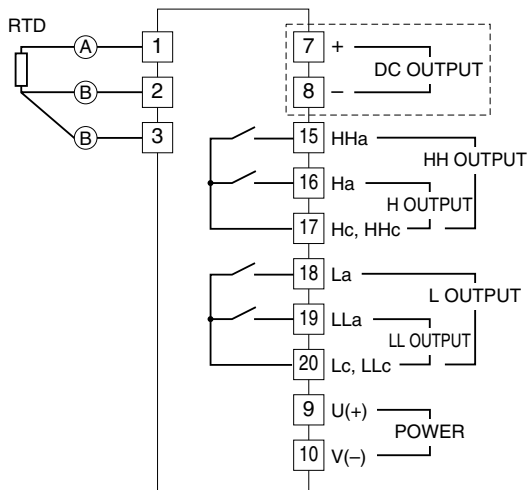 RTD
A 1
B 2
B 3
7 +
DC OUTPUT
8 –
15 HHa
HH OUTPUT
16 Ha
H OUTPUT
17 Hc, HHc
18 La
L OUTPUT
19 LLa
LL OUTPUT
20 Lc, LLc
9 U(+)
POWER
10 V(–)